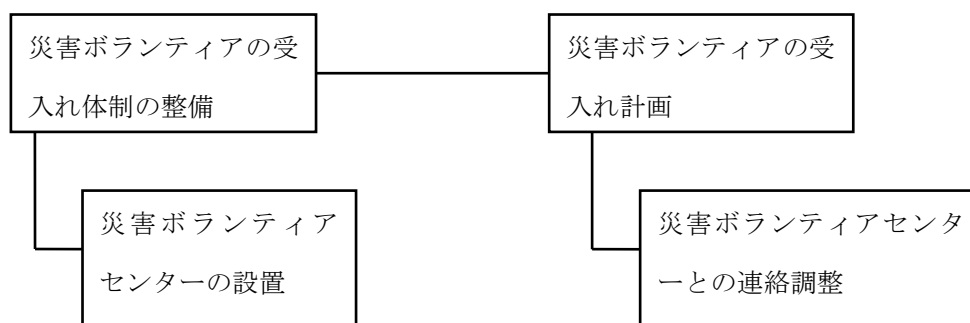 災害ボランティアの受
入れ体制の整備
災害ボランティアの受
入れ計画
災害ボランティア
センターの設置
災害ボランティアセンタ
ーとの連絡調整